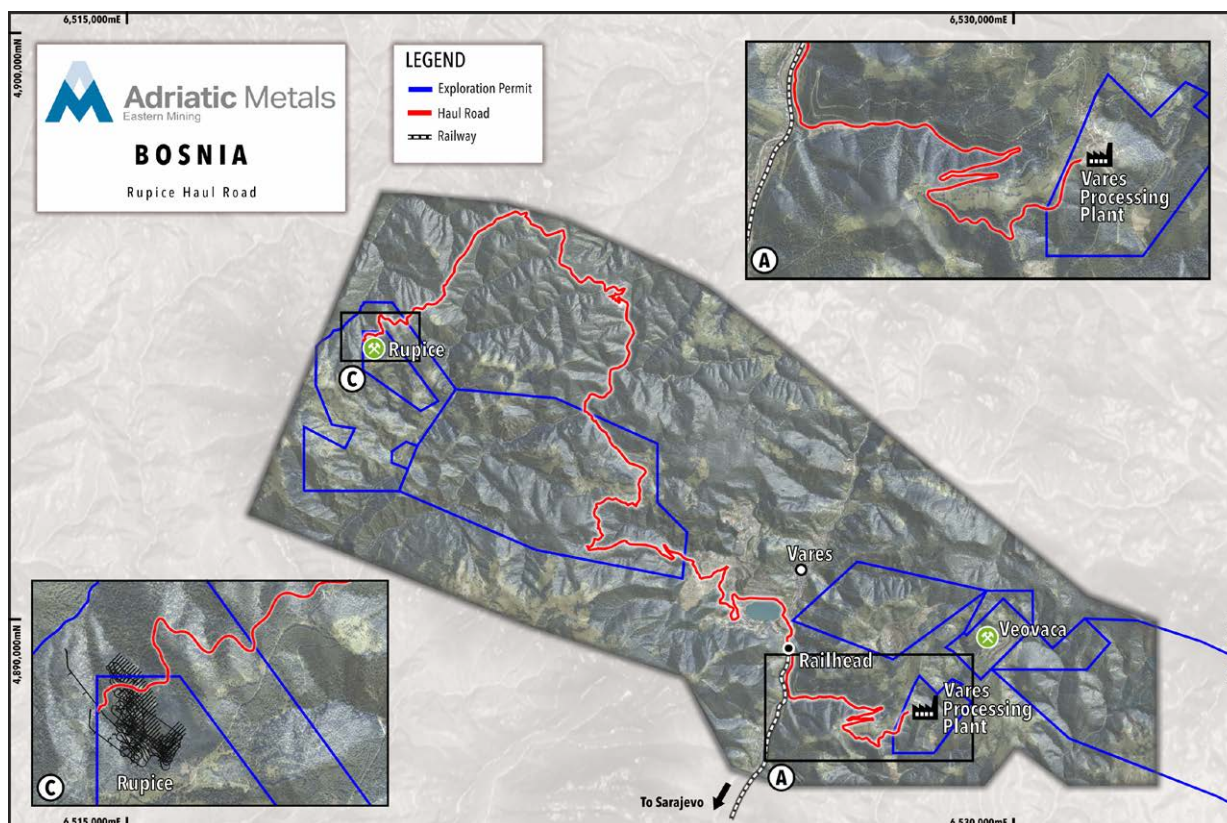 6,515,000mE
6,530,000mE
4,900,000mN
Adriatic Metals
Eastern Mining
BOSNIA
Rupice Haul Road
LEGEND
Exploration Permit
Haul Road
Railway
Vares
Processing
Plant
A
Rupice
C
Vares
Veovaca
Railhead
4,890,000mN
Vares
Processing
Plant
Rupice
C
A
To Sarajevo
6,515,000mE
6,530,000mE